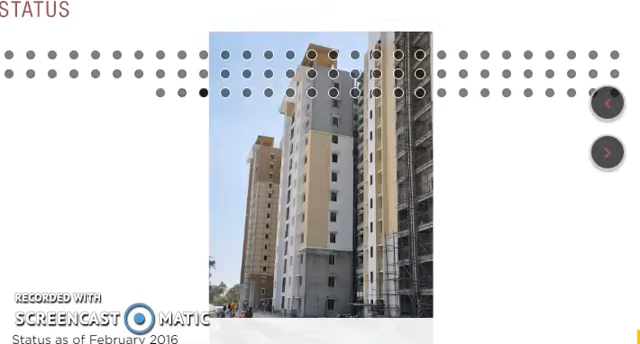 STATUS
RECORDED WITH
SCREENCAST MATIC
Status as of February 2016